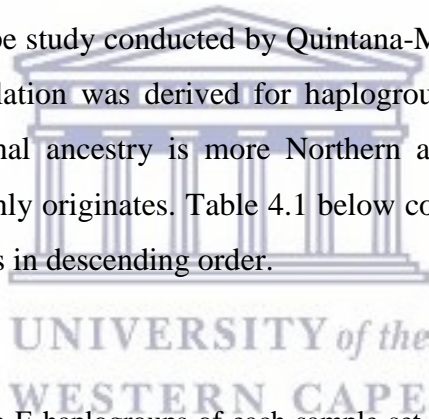 be study conducted by Quintana-M
lation was derived for haplogrou
nal ancestry is more Northern a
nly originates. Table 4.1 below co
s in descending order.
UNIVERSITY of the
WESTERN CAPE
E haplogroups of each sample set